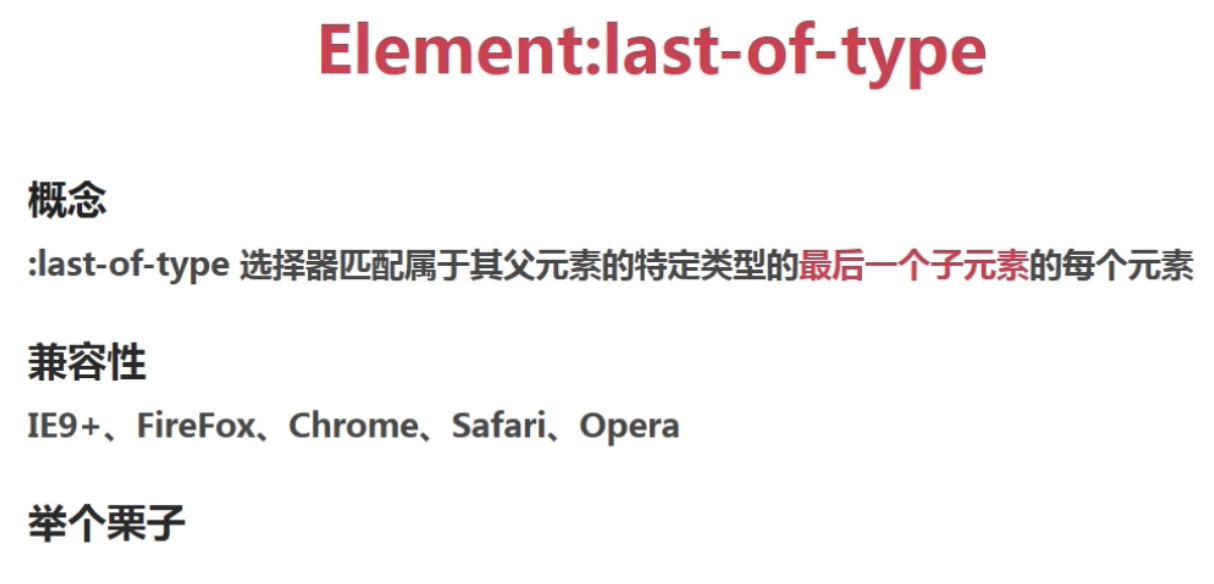 Element:last-of-type
概念
:last-of-type 选择器匹配属于其父元素的特定类型的最后一个子元素的每个元素
兼容性
IE9+、FireFox、Chrome、Safari、Opera
举个栗子